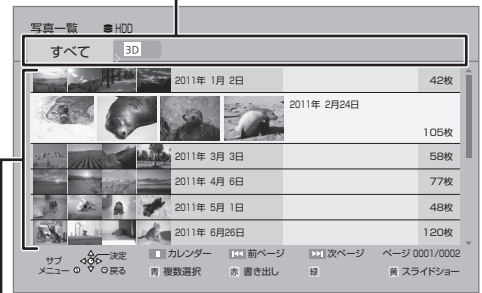 写真一覧 HDD
すべて 3D
2011年 1月 2日 42枚
2011年 2月24日 105枚
2011年 3月 3日 58枚
2011年 4月 6日 77枚
2011年 5月 1日 48枚
2011年 6月26日 120枚
サブメニュー 決定 戻る
カレンダー 前ページ 次ページ ページ 0001/0002
青 複数選択 赤 書き出し 緑 黄 スライドショー